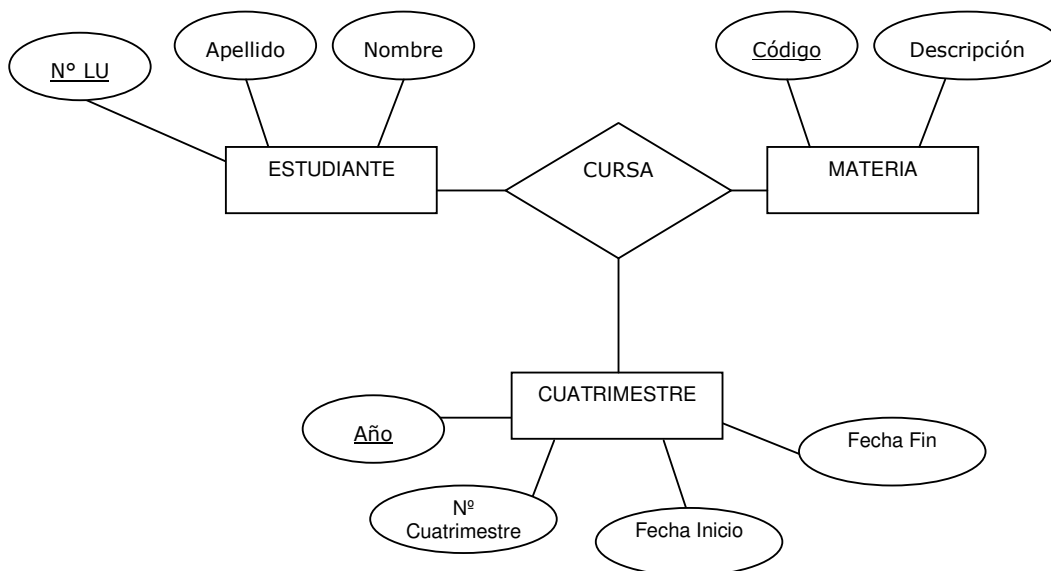 N° LU
Apellido
Nombre
Código
Descripción
ESTUDIANTE
CURSA
MATERIA
CUATRIMESTRE
Año
Fecha Fin
Nº
Cuatrimestre
Fecha Inicio